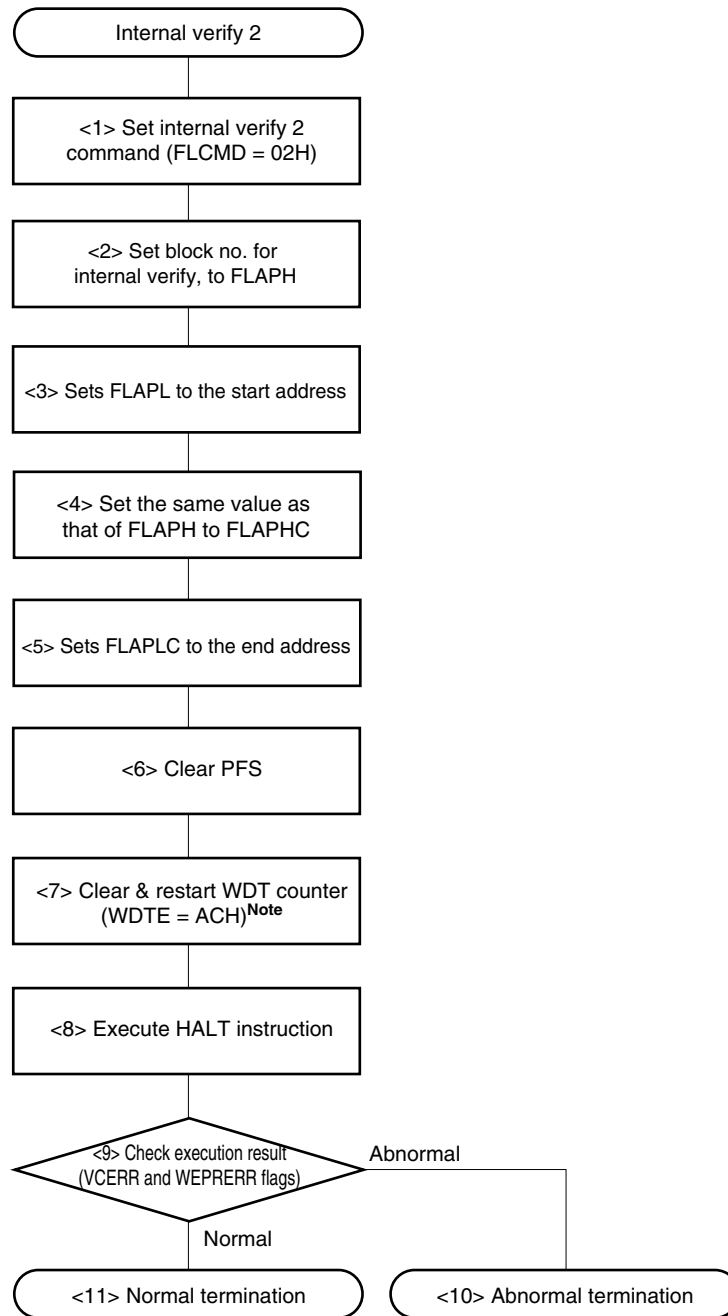 Internal verify 2
<1> Set internal verify 2
command (FLCMD = 02H)
<2> Set block no. for
internal verify, to FLAPH
<3> Sets FLAPL to the start address
<4> Set the same value as
that of FLAPH to FLAPHC
<5> Sets FLAPLC to the end address
<6> Clear PFS
<7> Clear & restart WDT counter
(WDTE = ACH)Note
<8> Execute HALT instruction
<9> Check execution result
(VCERR and WEPRERR flags)
Abnormal
Normal
<11> Normal termination
<10> Abnormal termination